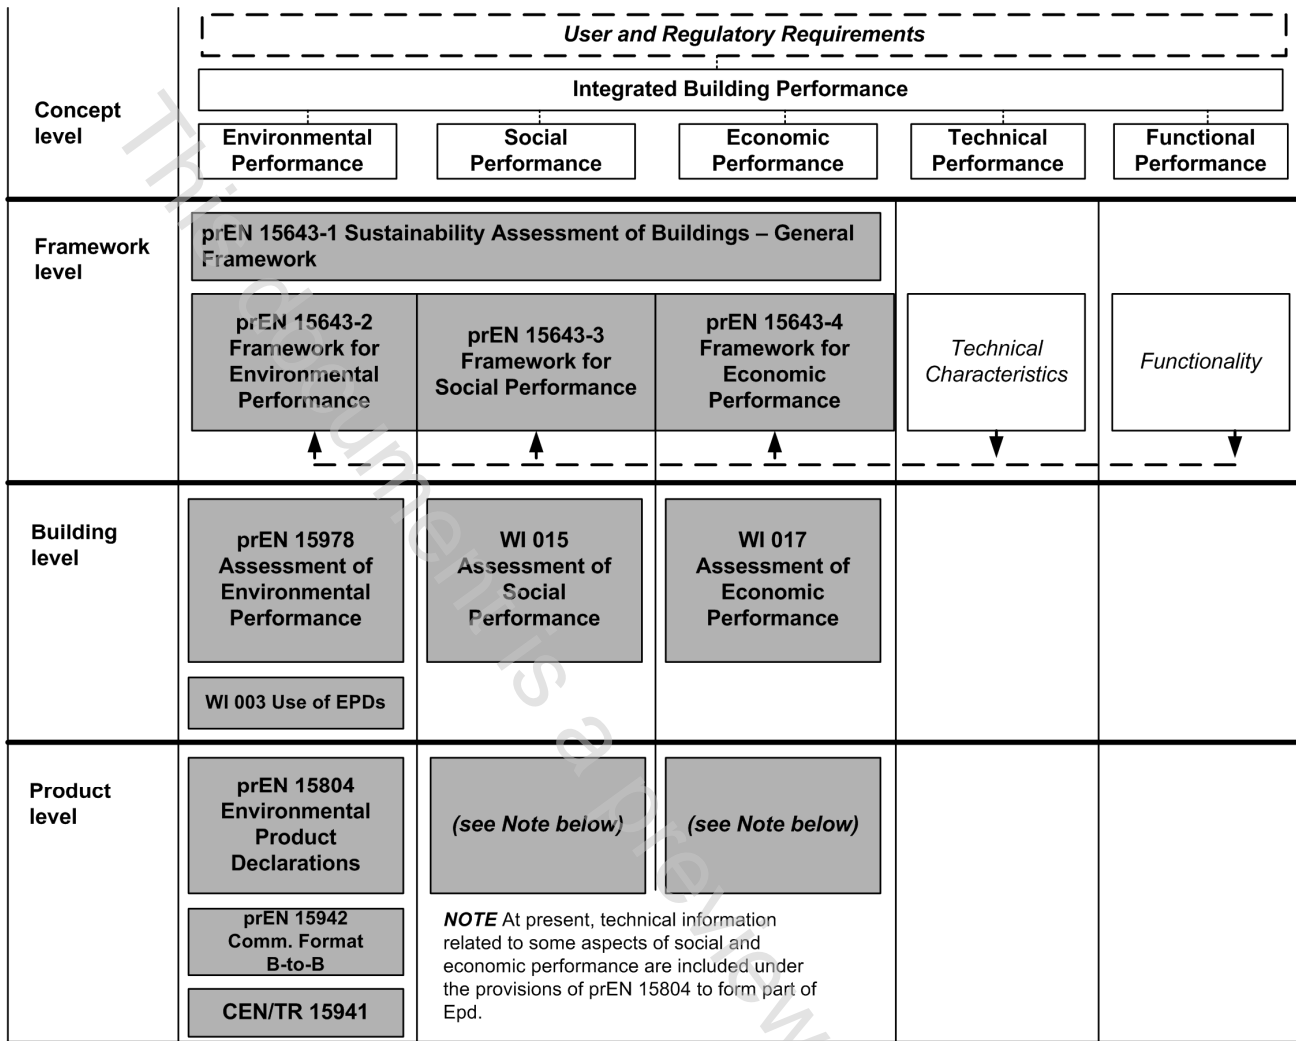 User and Regulatory Requirements
Integrated Building Performance
Concept
level
Environmental
Performance
Social
Performance
Economic
Performance
Technical
Performance
Functional
Performance
Framework
level
prEN 15643-1 Sustainability Assessment of Buildings – General
Framework
prEN 15643-2
Framework for
Environmental
Performance
prEN 15643-3
Framework for
Social Performance
prEN 15643-4
Framework for
Economic
Performance
Technical
Characteristics
Functionality
Building
level
prEN 15978
Assessment of
Environmental
Performance
WI 015
Assessment of
Social
Performance
WI 017
Assessment of
Economic
Performance
WI 003 Use of EPDs
Product
level
prEN 15804
Environmental
Product
Declarations
(see Note below)
(see Note below)
prEN 15942
Comm. Format
B-to-B
CEN/TR 15941
NOTE At present, technical information
related to some aspects of social and
economic performance are included under
the provisions of prEN 15804 to form part of
Epd.
This document is a preview